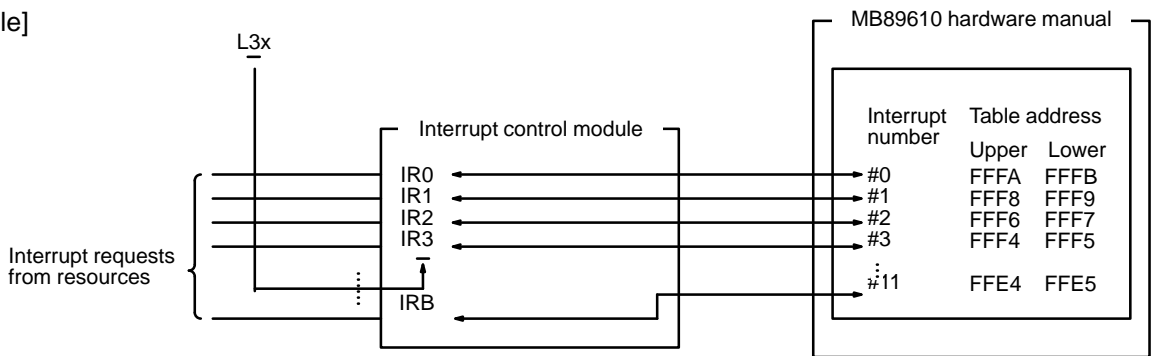 le]
MB89610 hardware manual
L3x
Interrupt control module
Interrupt Table address
number
Upper Lower
IR0 #0 FFFA FFFB
IR1 #1 FFF8 FFF9
IR2 #2 FFF6 FFF7
IR3 #3 FFF4 FFF5
Interrupt requests
from resources
#11 FFE4 FFE5
IRB